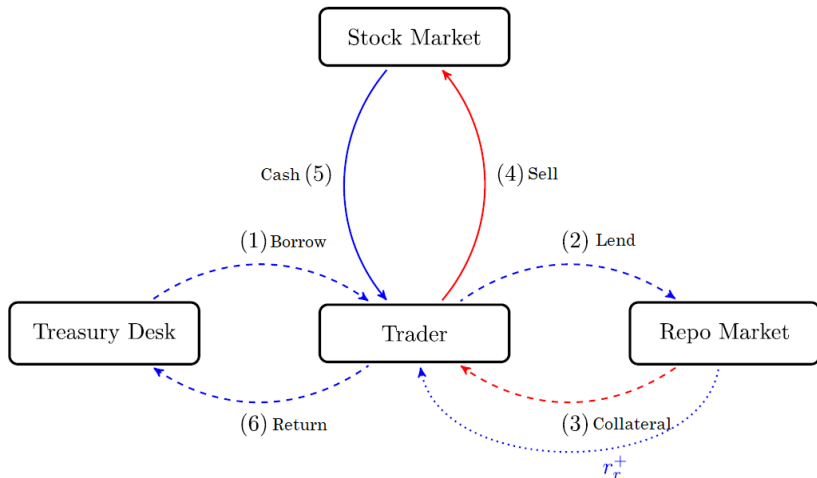 Stock Market
Cash (5)
(4) Sell
(1) Borrow
(2) Lend
Treasury Desk
Trader
Repo Market
(6) Return
(3) Collateral
r_r^+